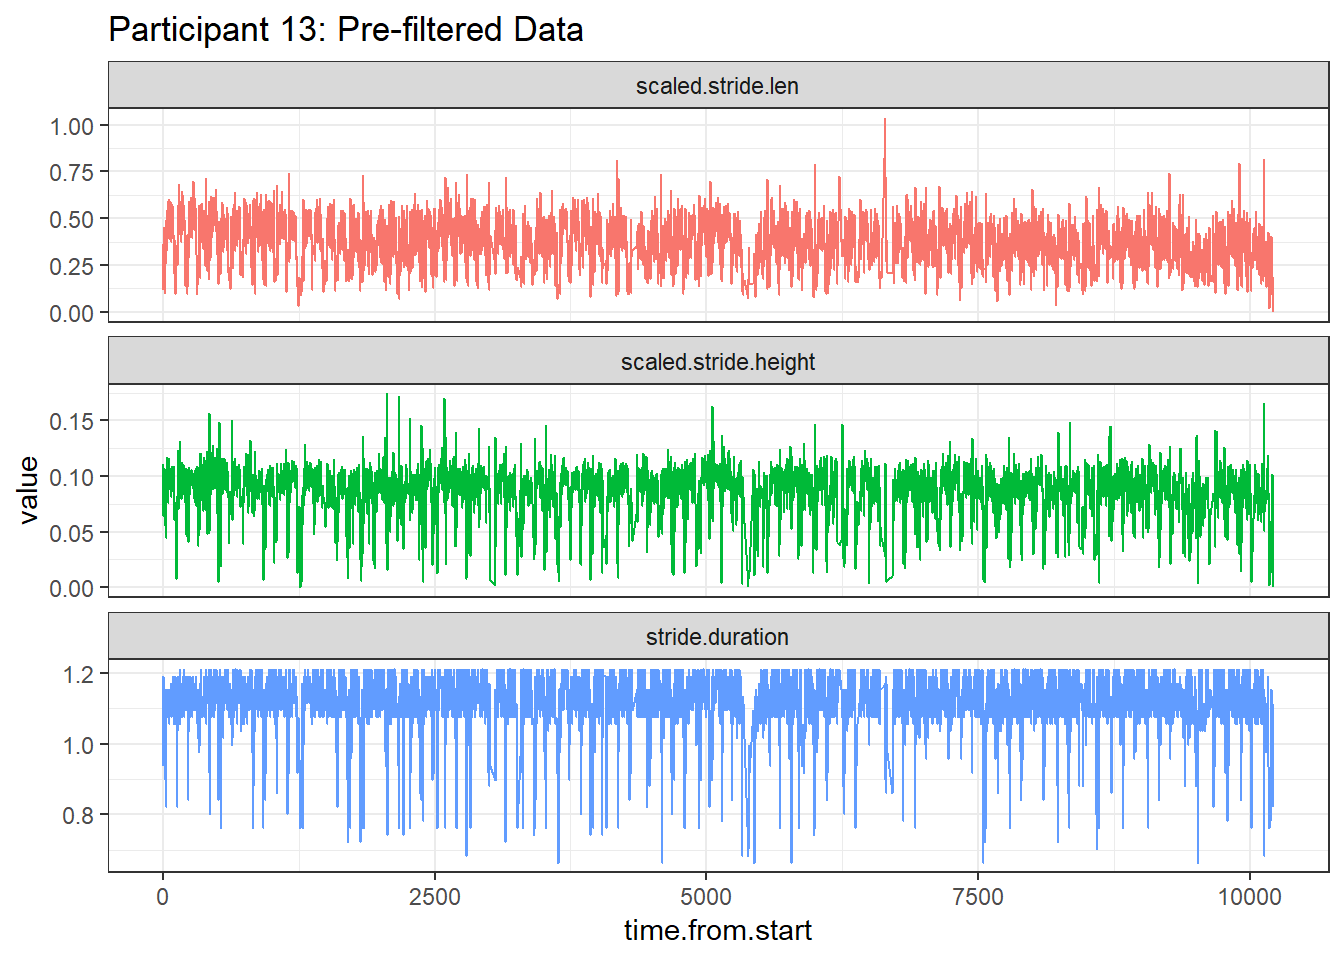 Participant 13: Pre-filtered Data
scaled.stride.len
1.00
0.75
0.50
0.25
0.00
scaled.stride.height
0.15
0.10
0.05
0.00
value
stride.duration
1.2
1.0
0.8
0 2500 5000 7500 10000
time.from.start